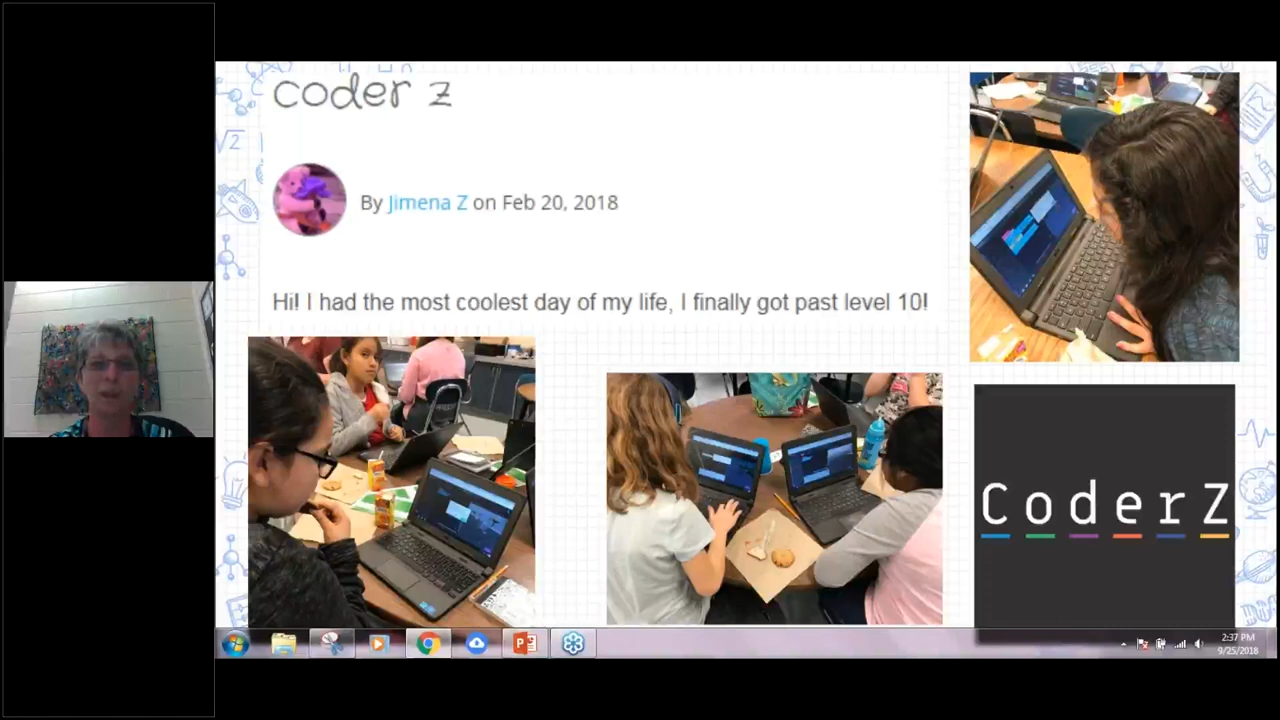 coder z
By Jimena Z on Feb 20, 2018
Hi! I had the most coolest day of my life, I finally got past level 10!
CoderZ
2:37 PM
9/25/2018